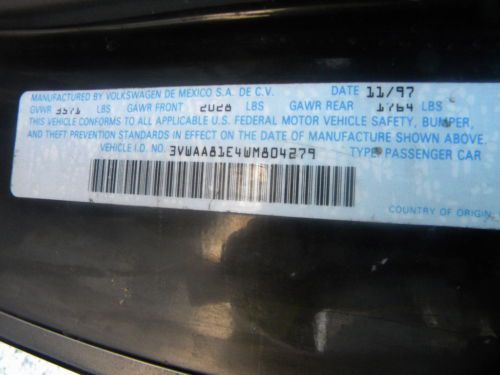 MANUFACTURED BY VOLKSWAGEN DE MEXICO S.A. DE C.V. DATE 11/97
GVWR 3571 LBS GAWR FRONT 2028 LBS GAWR REAR 1764 LBS
THIS VEHICLE CONFORMS TO ALL APPLICABLE U.S. FEDERAL MOTOR VEHICLE SAFETY, BUMPER,
AND THEFT PREVENTION STANDARDS IN EFFECT ON THE DATE OF MANUFACTURE SHOWN ABOVE.
VEHICLE I.D. NO. 3VWAA81E4WM804279 TYPE PASSENGER CAR
COUNTRY OF ORIGIN